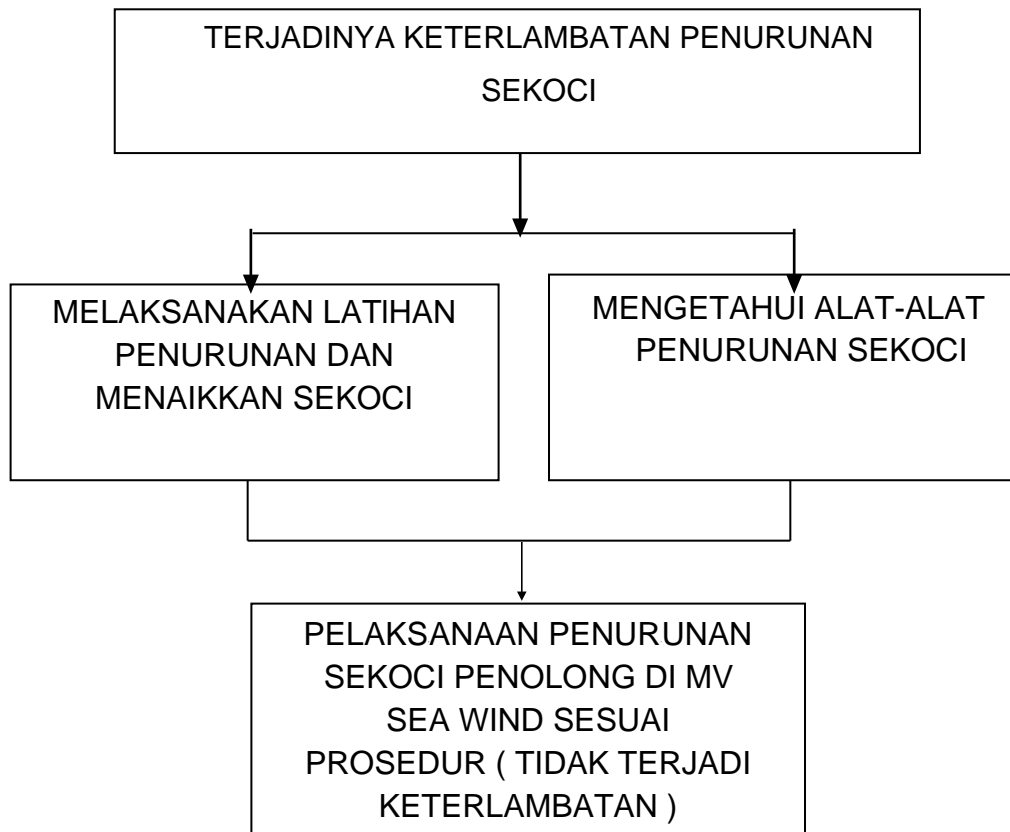 TERJADINYA KETERLAMBATAN PENURUNAN
SEKOCI
MELAKSANAKAN LATIHAN
PENURUNAN DAN
MENAIKKAN SEKOCI
MENGETAHUI ALAT-ALAT
PENURUNAN SEKOCI
PELAKSANAAN PENURUNAN
SEKOCI PENOLONG DI MV
SEA WIND SESUAI
PROSEDUR ( TIDAK TERJADI
KETERLAMBATAN )